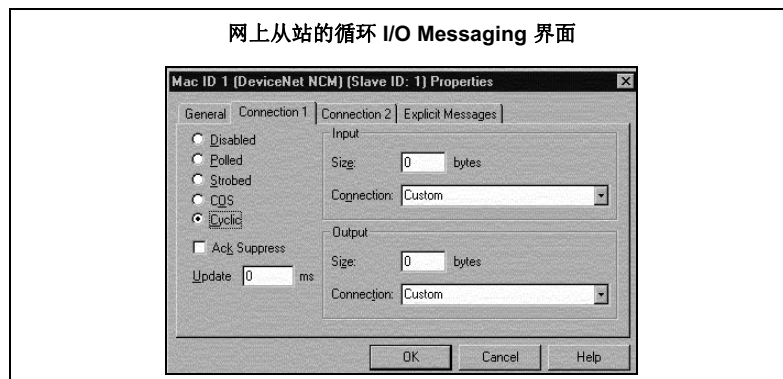 网上从站的循环 I/O Messaging 界面
Mac ID 1 (DeviceNet NCM) (Slave ID: 1) Properties
General Connection 1 Connection 2 Explicit Messages
Disabled
Polled
Strobed
COS
Cyclic
Ack Suppress
Update 0 ms
Input
Size: 0 bytes
Connection: Custom
Output
Size: 0 bytes
Connection: Custom
OK Cancel Help